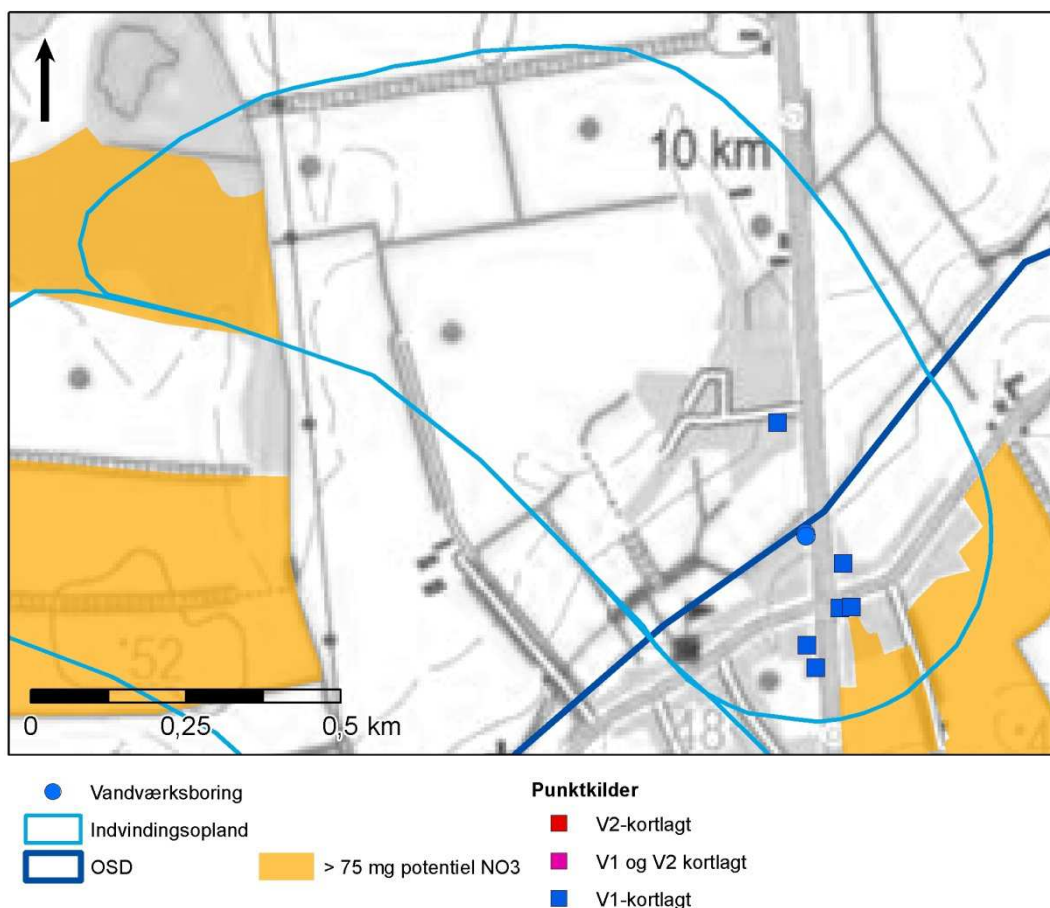 10 km
52
18
0
0,25
0,5 km
Vandværksboring
Indvindingsopland
OSD
> 75 mg potentiel NO3
Punktkilder
V2-kortlagt
V1 og V2 kortlagt
V1-kortlagt